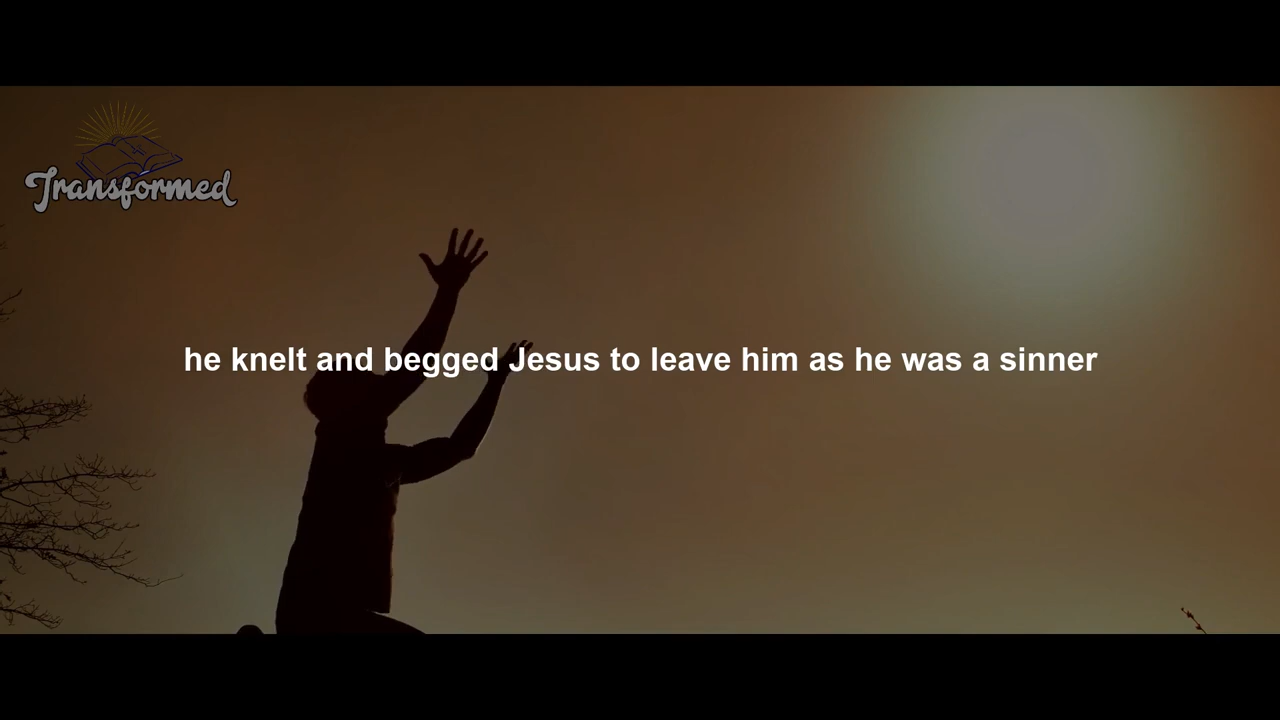 Transformed
he knelt and begged Jesus to leave him as he was a sinner